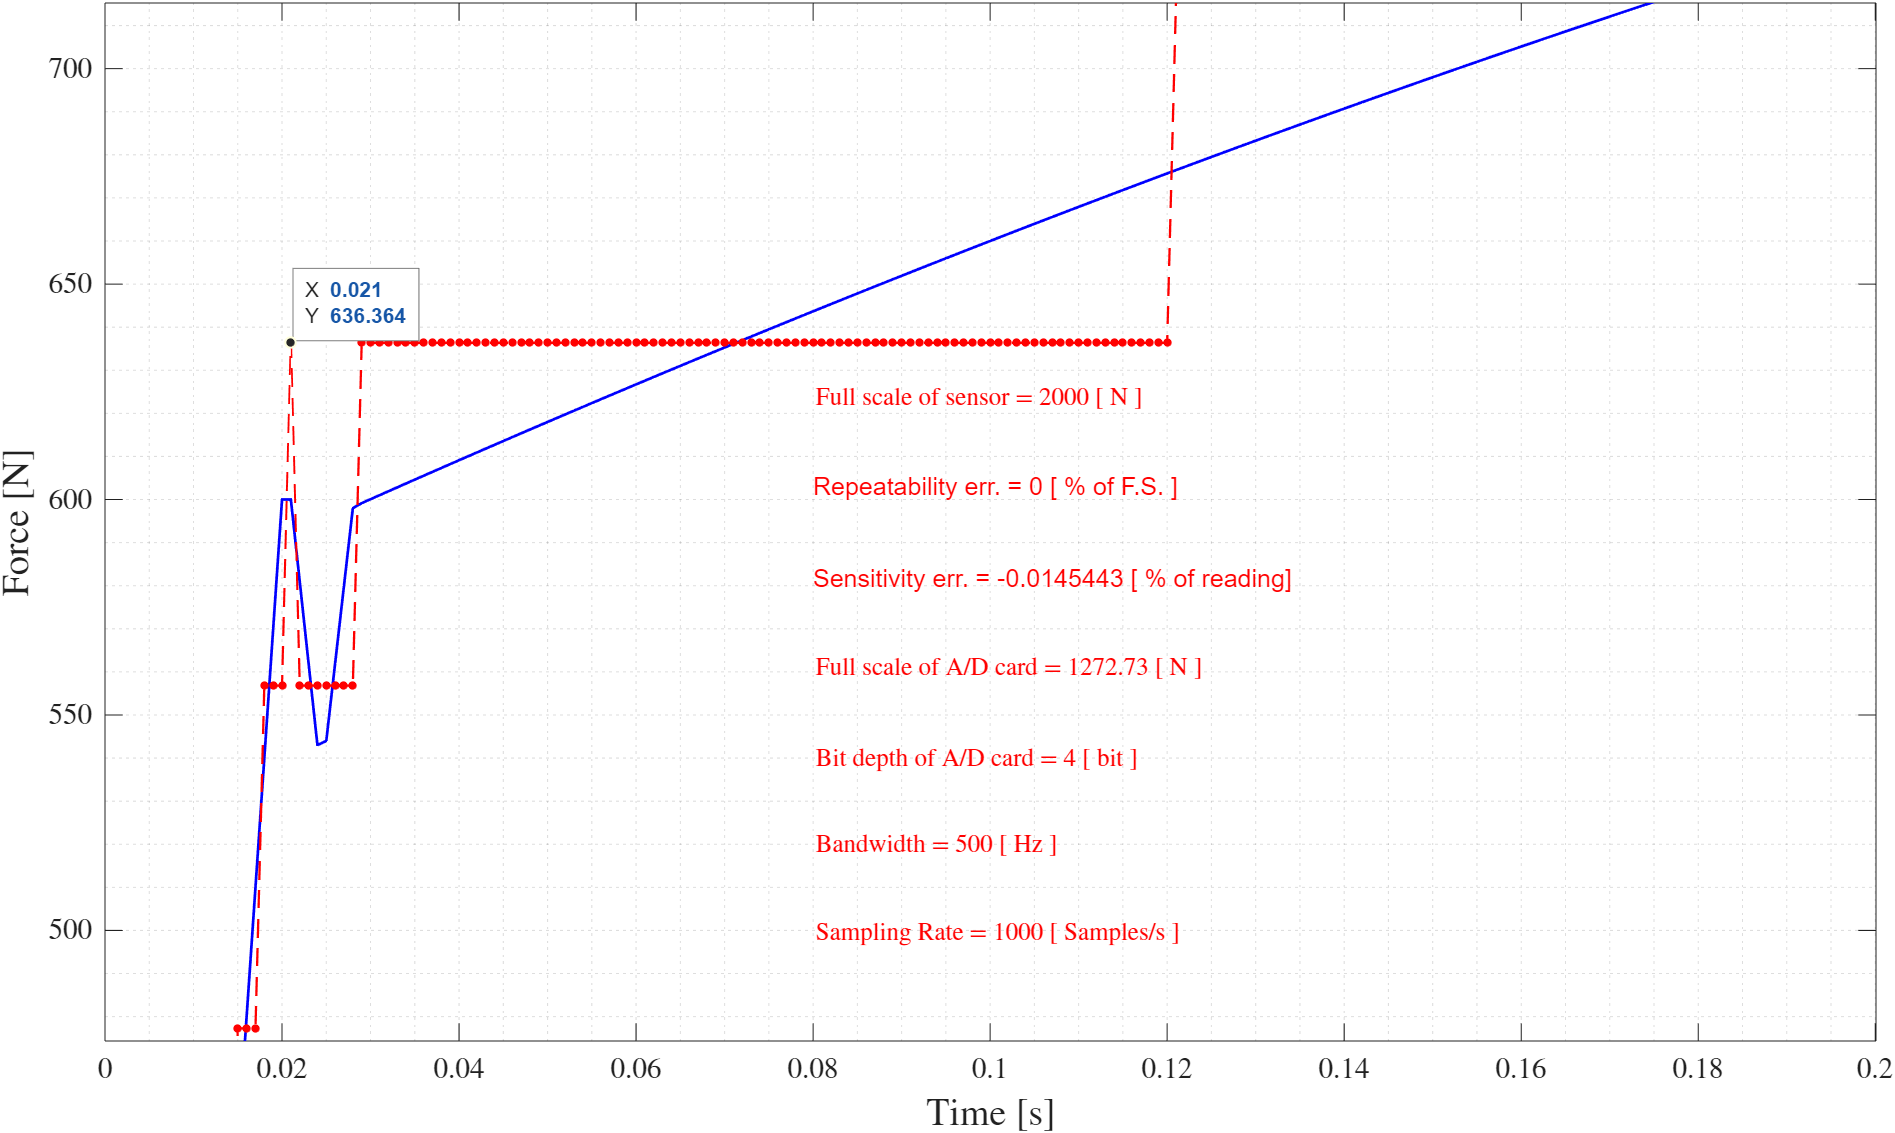 700
650
600
550
500
Force [N]
X 0.021
Y 636.364
Full scale of sensor = 2000 [ N ]
Repeatability err. = 0 [ % of F.S. ]
Sensitivity err. = -0.0145443 [ % of reading]
Full scale of A/D card = 1272.73 [ N ]
Bit depth of A/D card = 4 [ bit ]
Bandwidth = 500 [ Hz ]
Sampling Rate = 1000 [ Samples/s ]
0 0.02 0.04 0.06 0.08 0.1 0.12 0.14 0.16 0.18 0.2
Time [s]